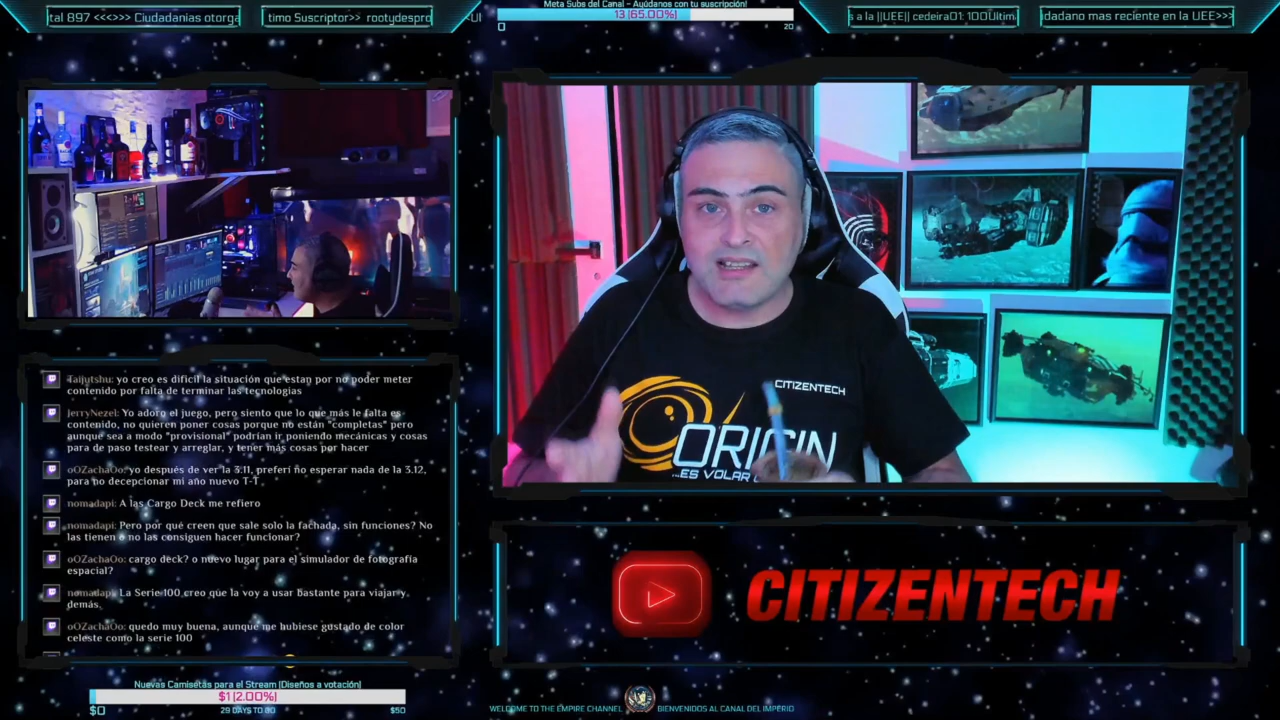 tal 897 <<>>> Ciudadanias otorga
timo Suscriptor>> rootydespro
Meta Subs del Canal - Ayúdanos con tu suscripción!
13 (65.00%)
0
20
s a la ||UEE|| cedeira01: 100Últim
dadano mas reciente en la UEE>>>
Taijutshu: yo creo es dificil la situación que estan por no poder meter
contenido por falta de terminar las tecnologias
JerryNezel: Yo adoro el juego, pero siento que lo que más le falta es
contenido, no quieren poner cosas porque no están "completas" pero
aunque sea a modo "provisional" podrían ir poniendo mecánicas y cosas
para de paso testear y arreglar, y tener más cosas por hacer
oOZachaOo: yo después de ver la 3.11, preferi no esperar nada de la 3.12,
para no decepcionar mi año nuevo T-T
nomadapi: A las Cargo Deck me refiero
nomadapi: Pero por qué creen que sale solo la fachada, sin funciones? No
las tienen o no las consiguen hacer funcionar?
oOZachaOo: cargo deck? o nuevo lugar para el simulador de fotografía
espacial?
nomadapi: La Serie 100 creo que la voy a usar bastante para viajar y
demás.
oOZachaOo: quedo muy buena, aunque me hubiese gustado de color
celeste como la serie 100
CITIZENTECH
ORIGIN
...ES VOLAR
CITIZENTECH
Nuevas Camisetas para el Stream (Diseños a votación)
$1 (2.00%)
$0
29 DAYS TO GO
$50
WELCOME TO THE EMPIRE CHANNEL
BIENVENIDOS AL CANAL DEL IMPERIO